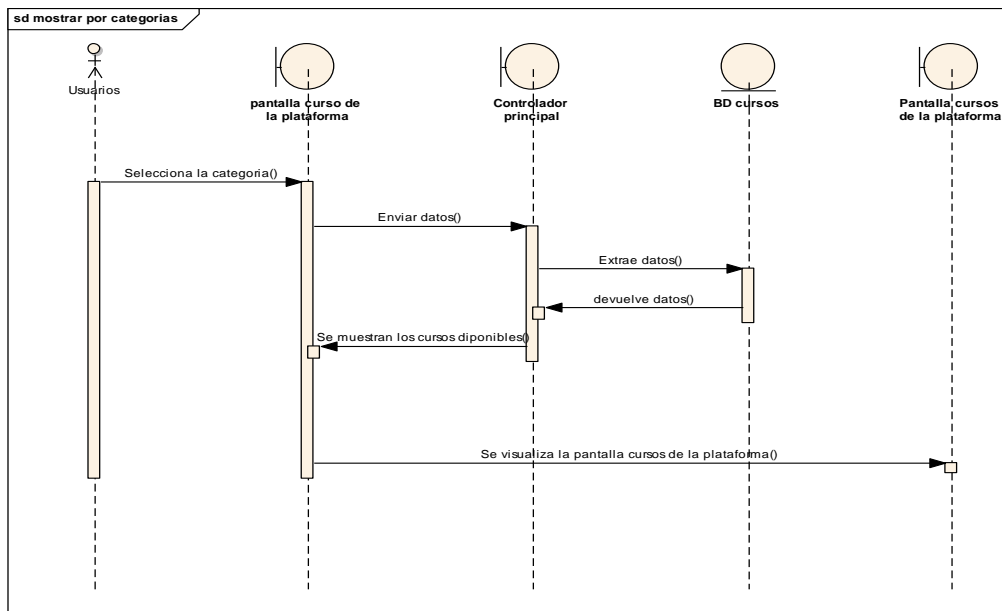 sd mostrar por categorias
Usuarios
pantalla curso de
la plataforma
Controlador
principal
BD cursos
Pantalla cursos
de la plataforma
Selecciona la categoria()
Enviar datos()
Extrae datos()
devuelve datos()
Se muestran los cursos diponibles()
Se visualiza la pantalla cursos de la plataforma()